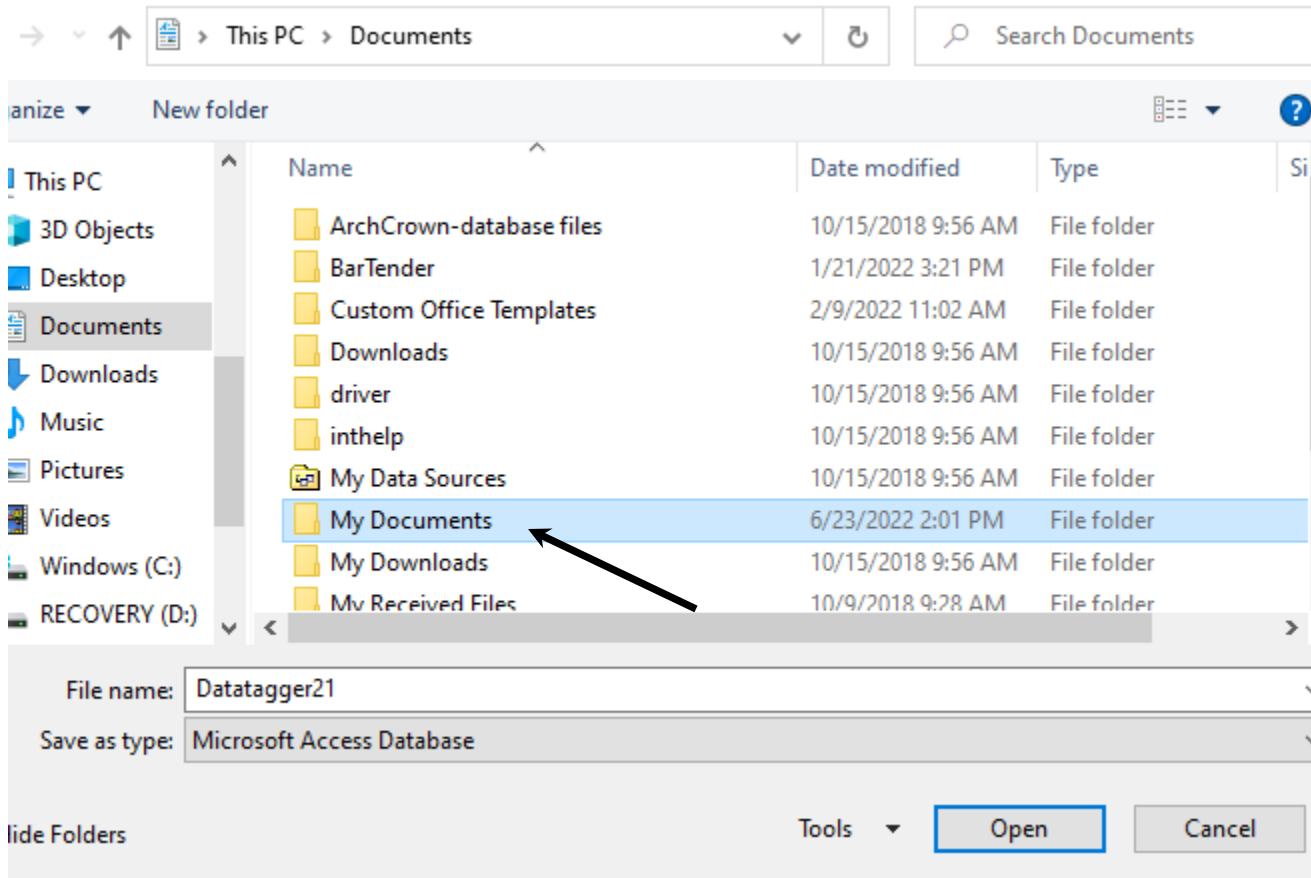 This PC > Documents
Search Documents
anize
New folder
?
Name
Date modified
Type
Si
This PC
3D Objects
Desktop
Documents
Downloads
Music
Pictures
Videos
Windows (C:)
RECOVERY (D:)
ArchCrown-database files 10/15/2018 9:56 AM File folder
BarTender 1/21/2022 3:21 PM File folder
Custom Office Templates 2/9/2022 11:02 AM File folder
Downloads 10/15/2018 9:56 AM File folder
driver 10/15/2018 9:56 AM File folder
inthelp 10/15/2018 9:56 AM File folder
My Data Sources 10/15/2018 9:56 AM File folder
My Documents 6/23/2022 2:01 PM File folder
My Downloads 10/15/2018 9:56 AM File folder
My Received Files 10/9/2018 9:28 AM File folder
File name: Datatagger21
Save as type: Microsoft Access Database
lide Folders
Tools
Open
Cancel